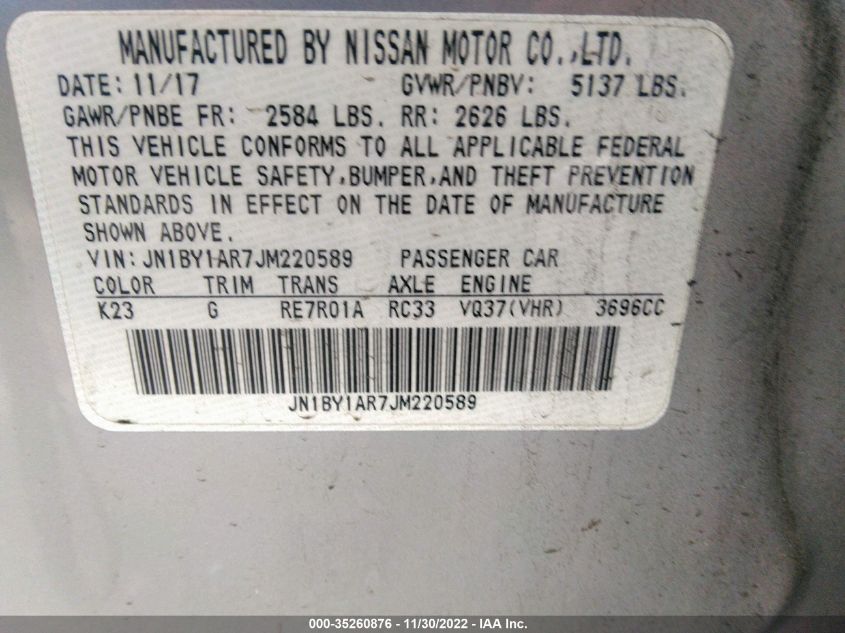 MANUFACTURED BY NISSAN MOTOR CO.,LTD.
DATE: 11/17 GVWR/PNBV: 5137 LBS.
GAWR/PNBE FR: 2584 LBS. RR: 2626 LBS.
THIS VEHICLE CONFORMS TO ALL APPLICABLE FEDERAL
MOTOR VEHICLE SAFETY,BUMPER,AND THEFT PREVENTION
STANDARDS IN EFFECT ON THE DATE OF MANUFACTURE
SHOWN ABOVE.
VIN: JN1BY1AR7JM220589 PASSENGER CAR
COLOR TRIM TRANS AXLE ENGINE
K23 G RE7R01A RC33 VQ37(VHR) 3696CC
JN1BY1AR7JM220589
000-35260876 - 11/30/2022 - IAA Inc.